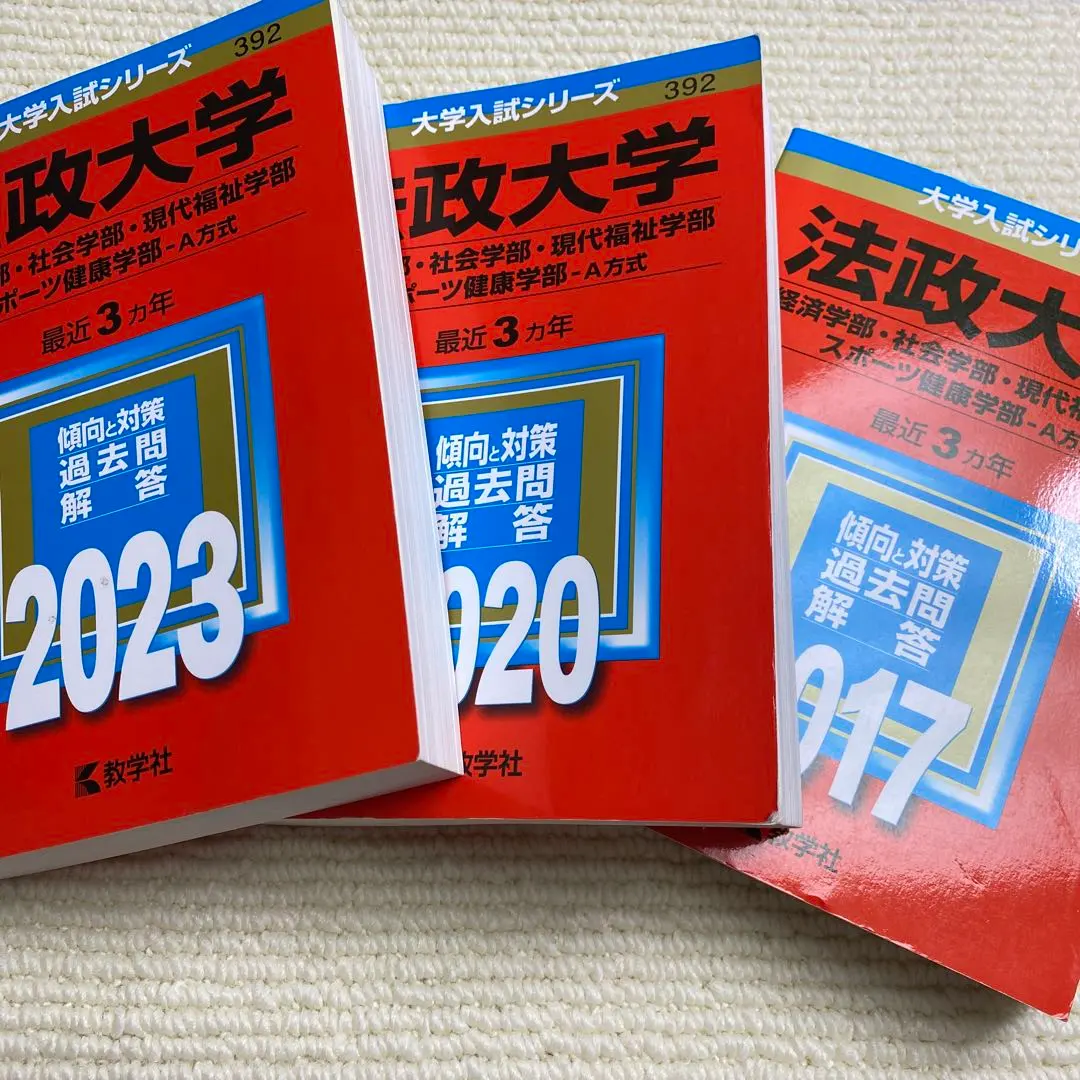 大学入試シリーズ
392
政大学
部・社会学部・現代福祉学部
ポーツ健康学部-A方式
最近3カ年
傾向と対策
過去問
解答
2023
教学社
大学入試シリーズ
392
法政大学
・社会学部・現代福祉学部
ポーツ健康学部-A方式
最近3カ年
傾向と対策
過去問
解答
020
教学社
大学入試シリ
法政大
経済学部・社会学部・現代福
スポーツ健康学部-A方
最近3カ年
傾向と対策
過去問
解答
017
教学社